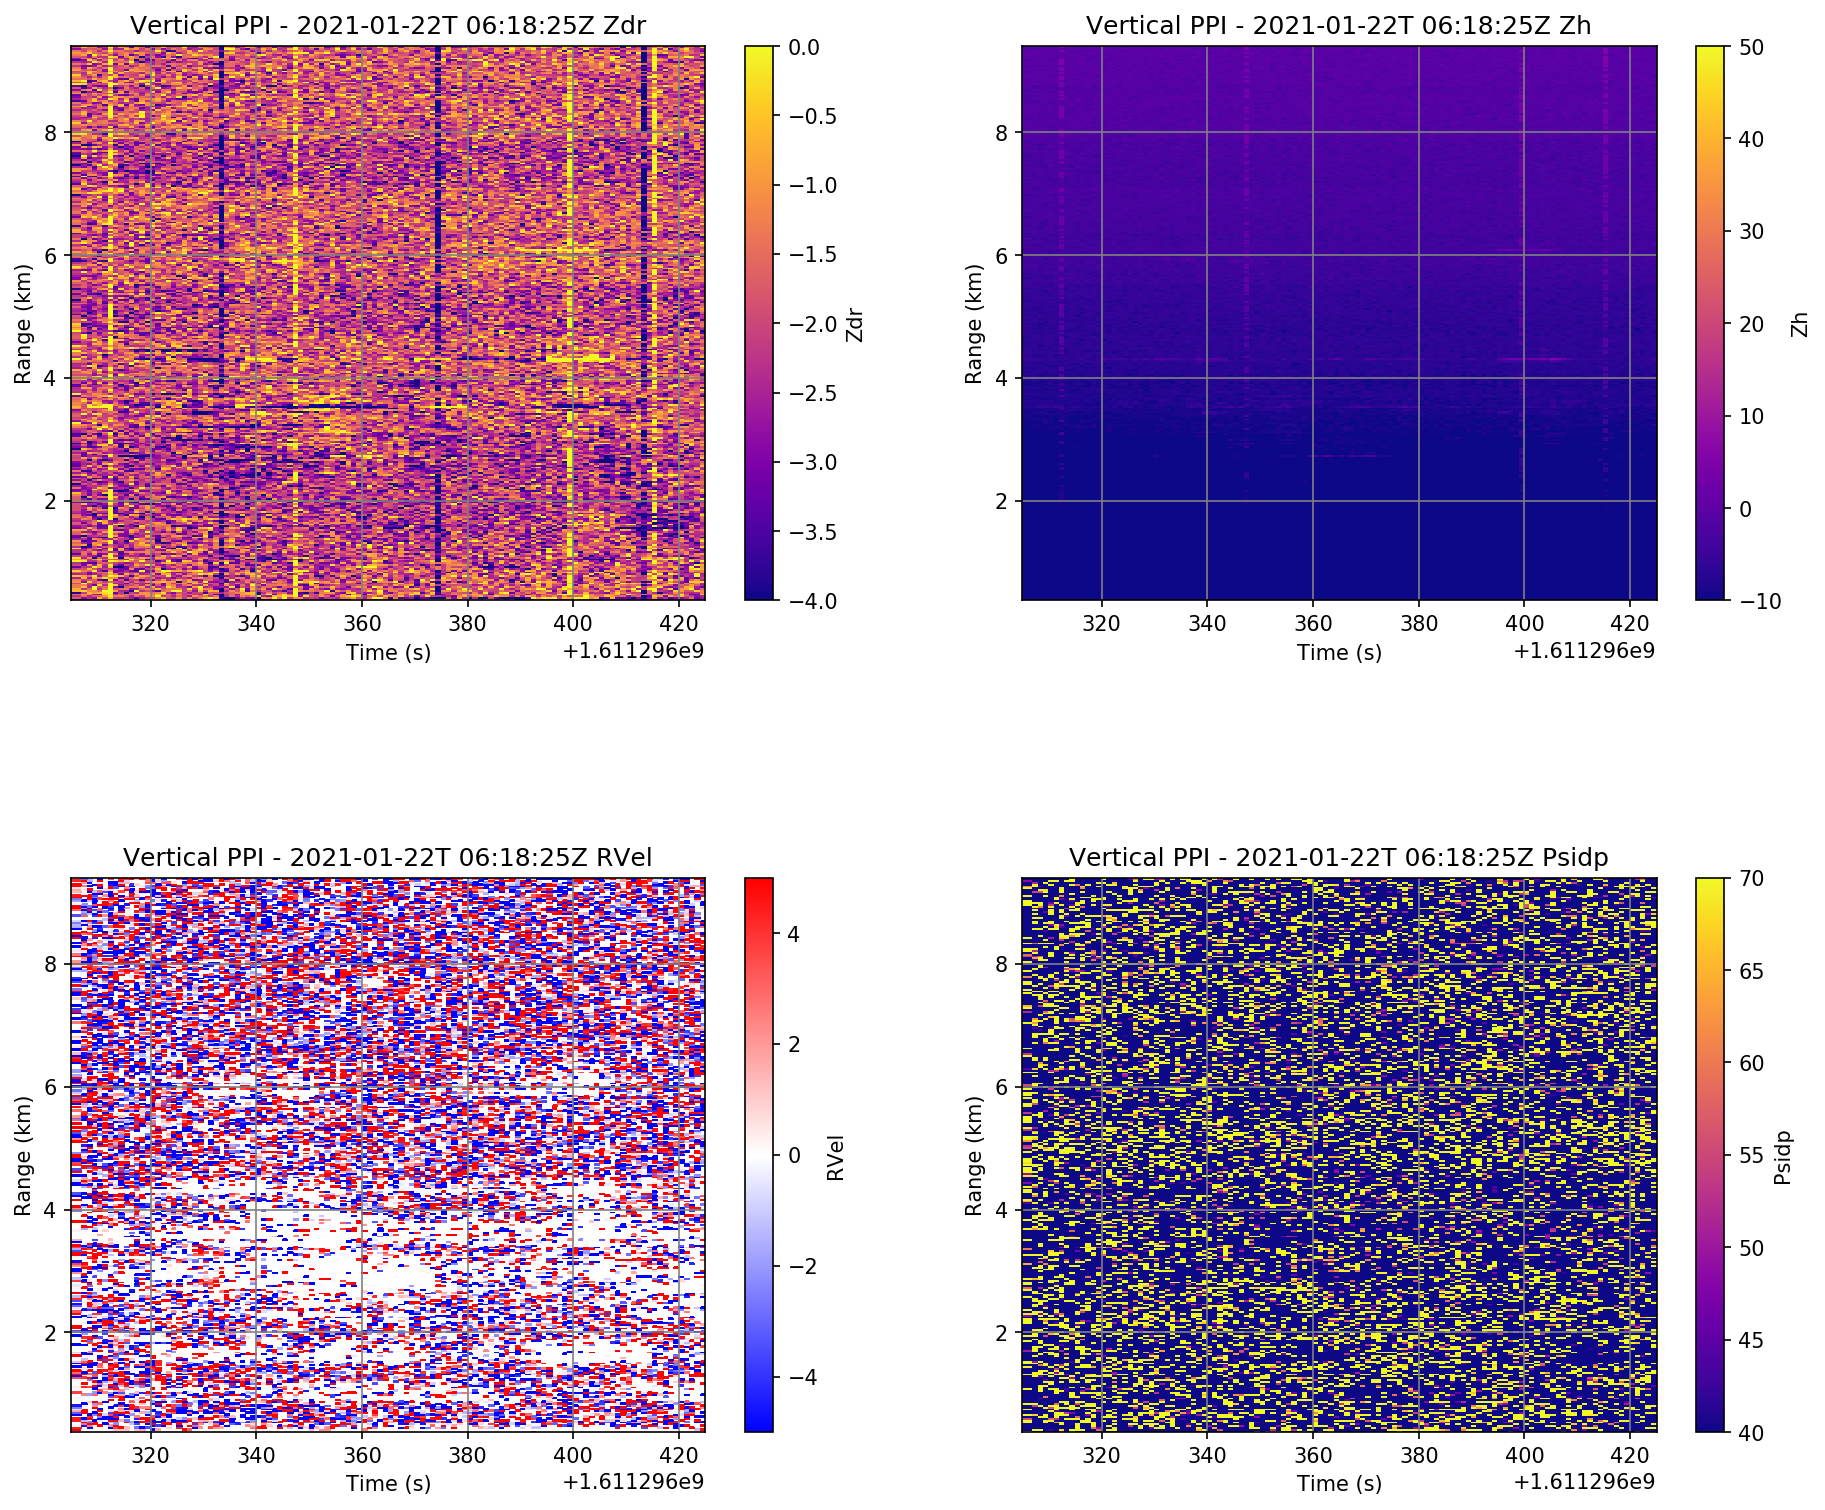 Vertical PPI - 2021-01-22T 06:18:25Z Zdr
Range (km)
8
6
4
2
320 340 360 380 400 420
Time (s)
+1.611296e9
0.0
−0.5
−1.0
−1.5
−2.0
−2.5
−3.0
−3.5
−4.0
Zdr
Vertical PPI - 2021-01-22T 06:18:25Z Zh
Range (km)
8
6
4
2
320 340 360 380 400 420
Time (s)
+1.611296e9
50
40
30
20
10
0
−10
Zh
Vertical PPI - 2021-01-22T 06:18:25Z RVel
Range (km)
8
6
4
2
320 340 360 380 400 420
Time (s)
+1.611296e9
4
2
0
−2
−4
RVel
Vertical PPI - 2021-01-22T 06:18:25Z Psidp
Range (km)
8
6
4
2
320 340 360 380 400 420
Time (s)
+1.611296e9
70
65
60
55
50
45
40
Psidp